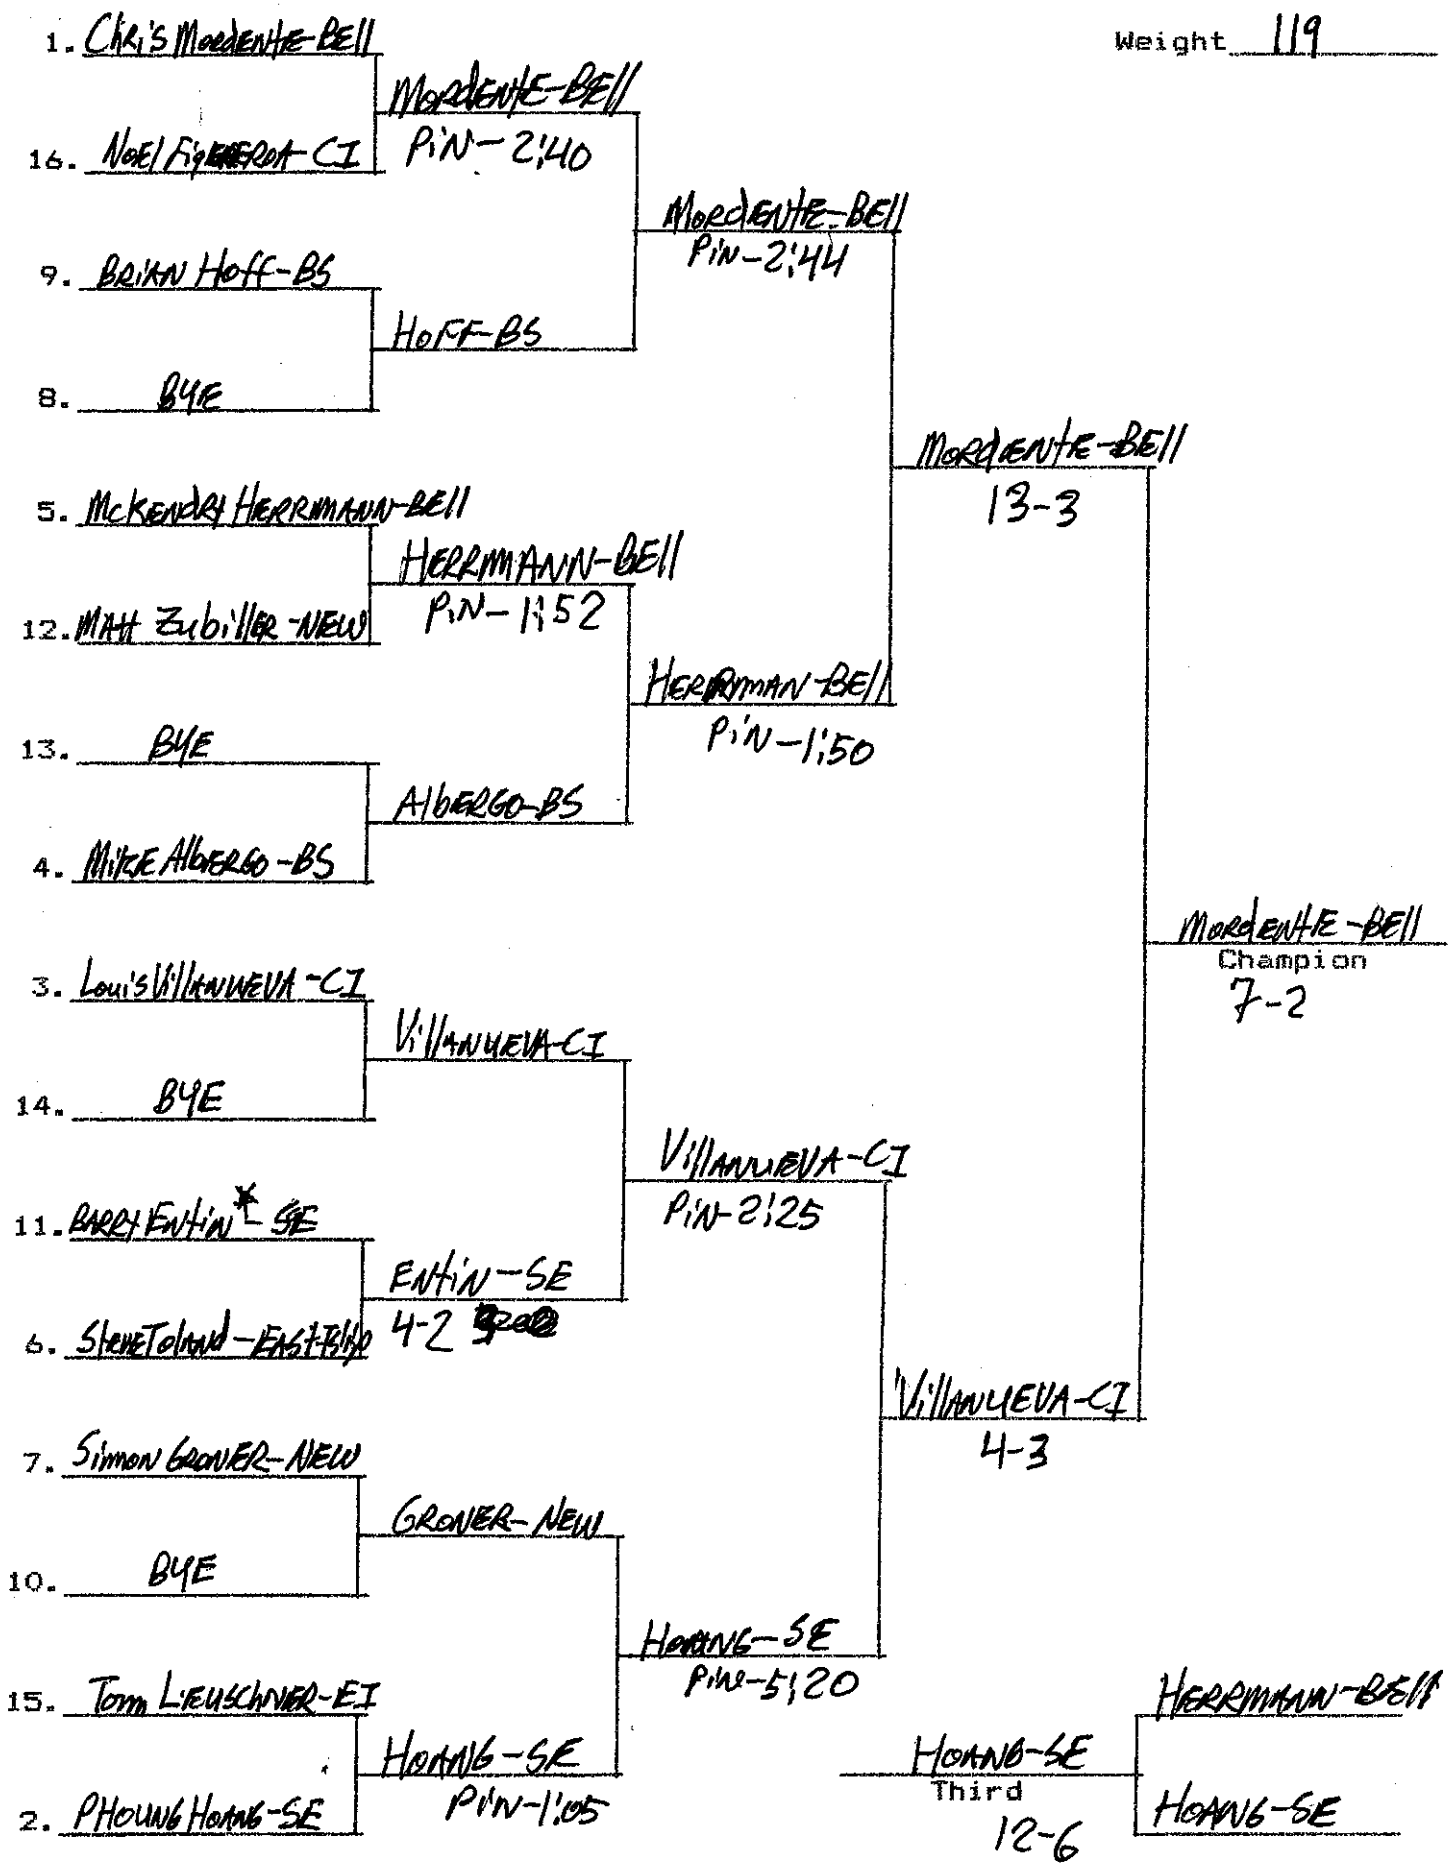 Weight 119
1. Chris Mordente-Bell
Mordente-Bell
16. Noel Figueroa-CI
Pin-2:40
Mordente-Bell
Pin-2:44
9. Brian Hoff-BS
Hoff-BS
8. BYE
Mordente-Bell
13-3
5. McKendry Herrmann-Bell
Herrmann-Bell
Pin-1:52
12. Matt Zubiller-New
Herrman-Bell
Pin-1:50
13. BYE
Albergo-BS
4. Mike Albergo-BS
Mordente-Bell
Champion
7-2
3. Louis Villanueva-CI
Villanueva-CI
14. BYE
Villanueva-CI
Pin-2:25
11. Barry Entin*-SE
Entin-SE
4-2
6. Steve Toland-East Islip
Villanueva-CI
4-3
7. Simon Groner-New
Groner-New
10. BYE
Hoang-SE
Pin-5:20
15. Tom Lieuschner-EI
Herrmann-Bell
Hoang-SE
Pin-1:05
Hoang-SE
Third
12-6
2. Phoung Hoang-SE
Hoang-SE